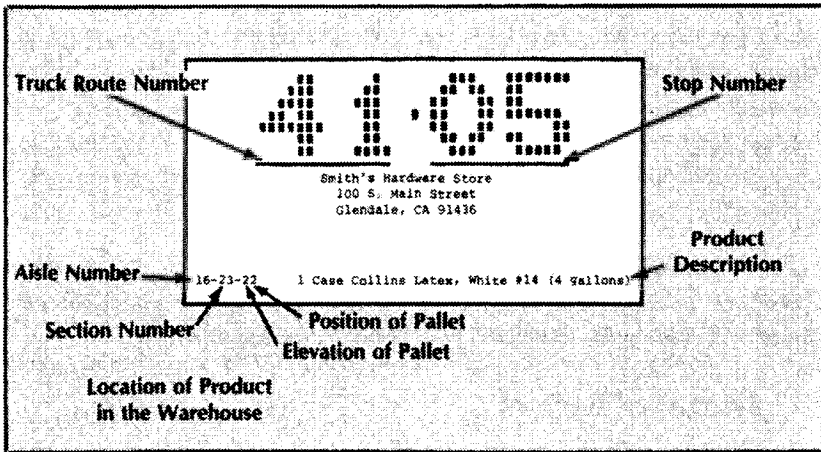 Truck Route Number
41·05
Stop Number
Smith's Hardware Store
100 S. Main Street
Glendale, CA 91436
Product
Description
Aisle Number
16-23-22
1 Case Collins Latex, White #14 (4 gallons)
Section Number
Position of Pallet
Elevation of Pallet
Location of Product
in the Warehouse